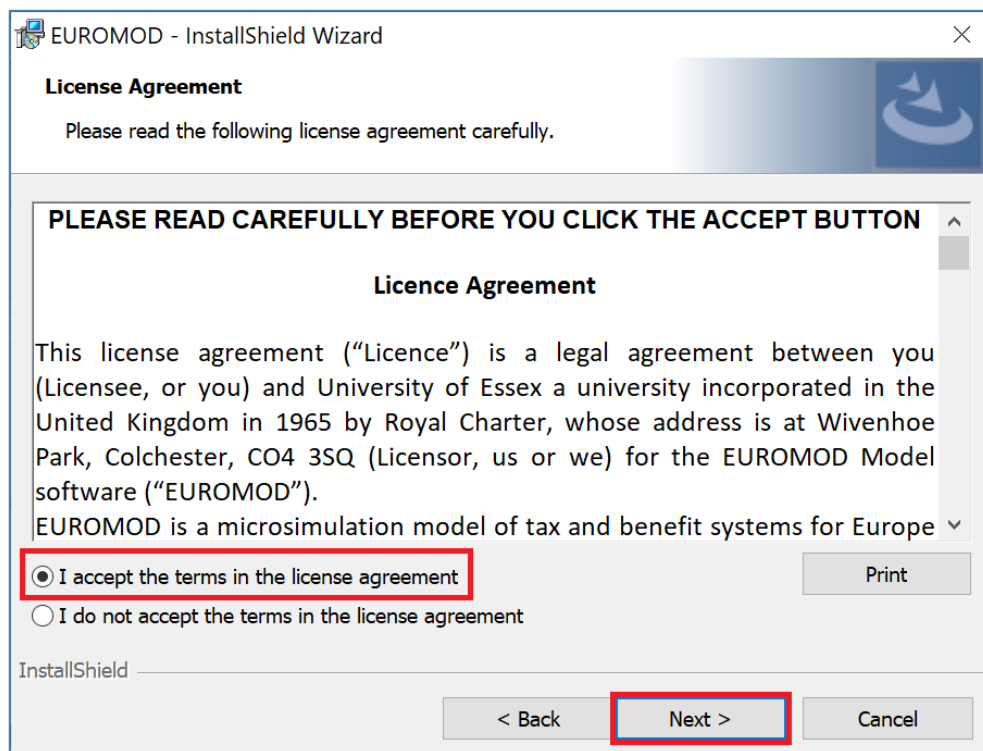 EUROMOD - InstallShield Wizard
License Agreement
Please read the following license agreement carefully.
PLEASE READ CAREFULLY BEFORE YOU CLICK THE ACCEPT BUTTON
Licence Agreement
This license agreement (“Licence”) is a legal agreement between you
(Licensee, or you) and University of Essex a university incorporated in the
United Kingdom in 1965 by Royal Charter, whose address is at Wivenhoe
Park, Colchester, CO4 3SQ (Licensor, us or we) for the EUROMOD Model
software (“EUROMOD”).
EUROMOD is a microsimulation model of tax and benefit systems for Europe
I accept the terms in the license agreement
Print
I do not accept the terms in the license agreement
InstallShield
< Back Next > Cancel